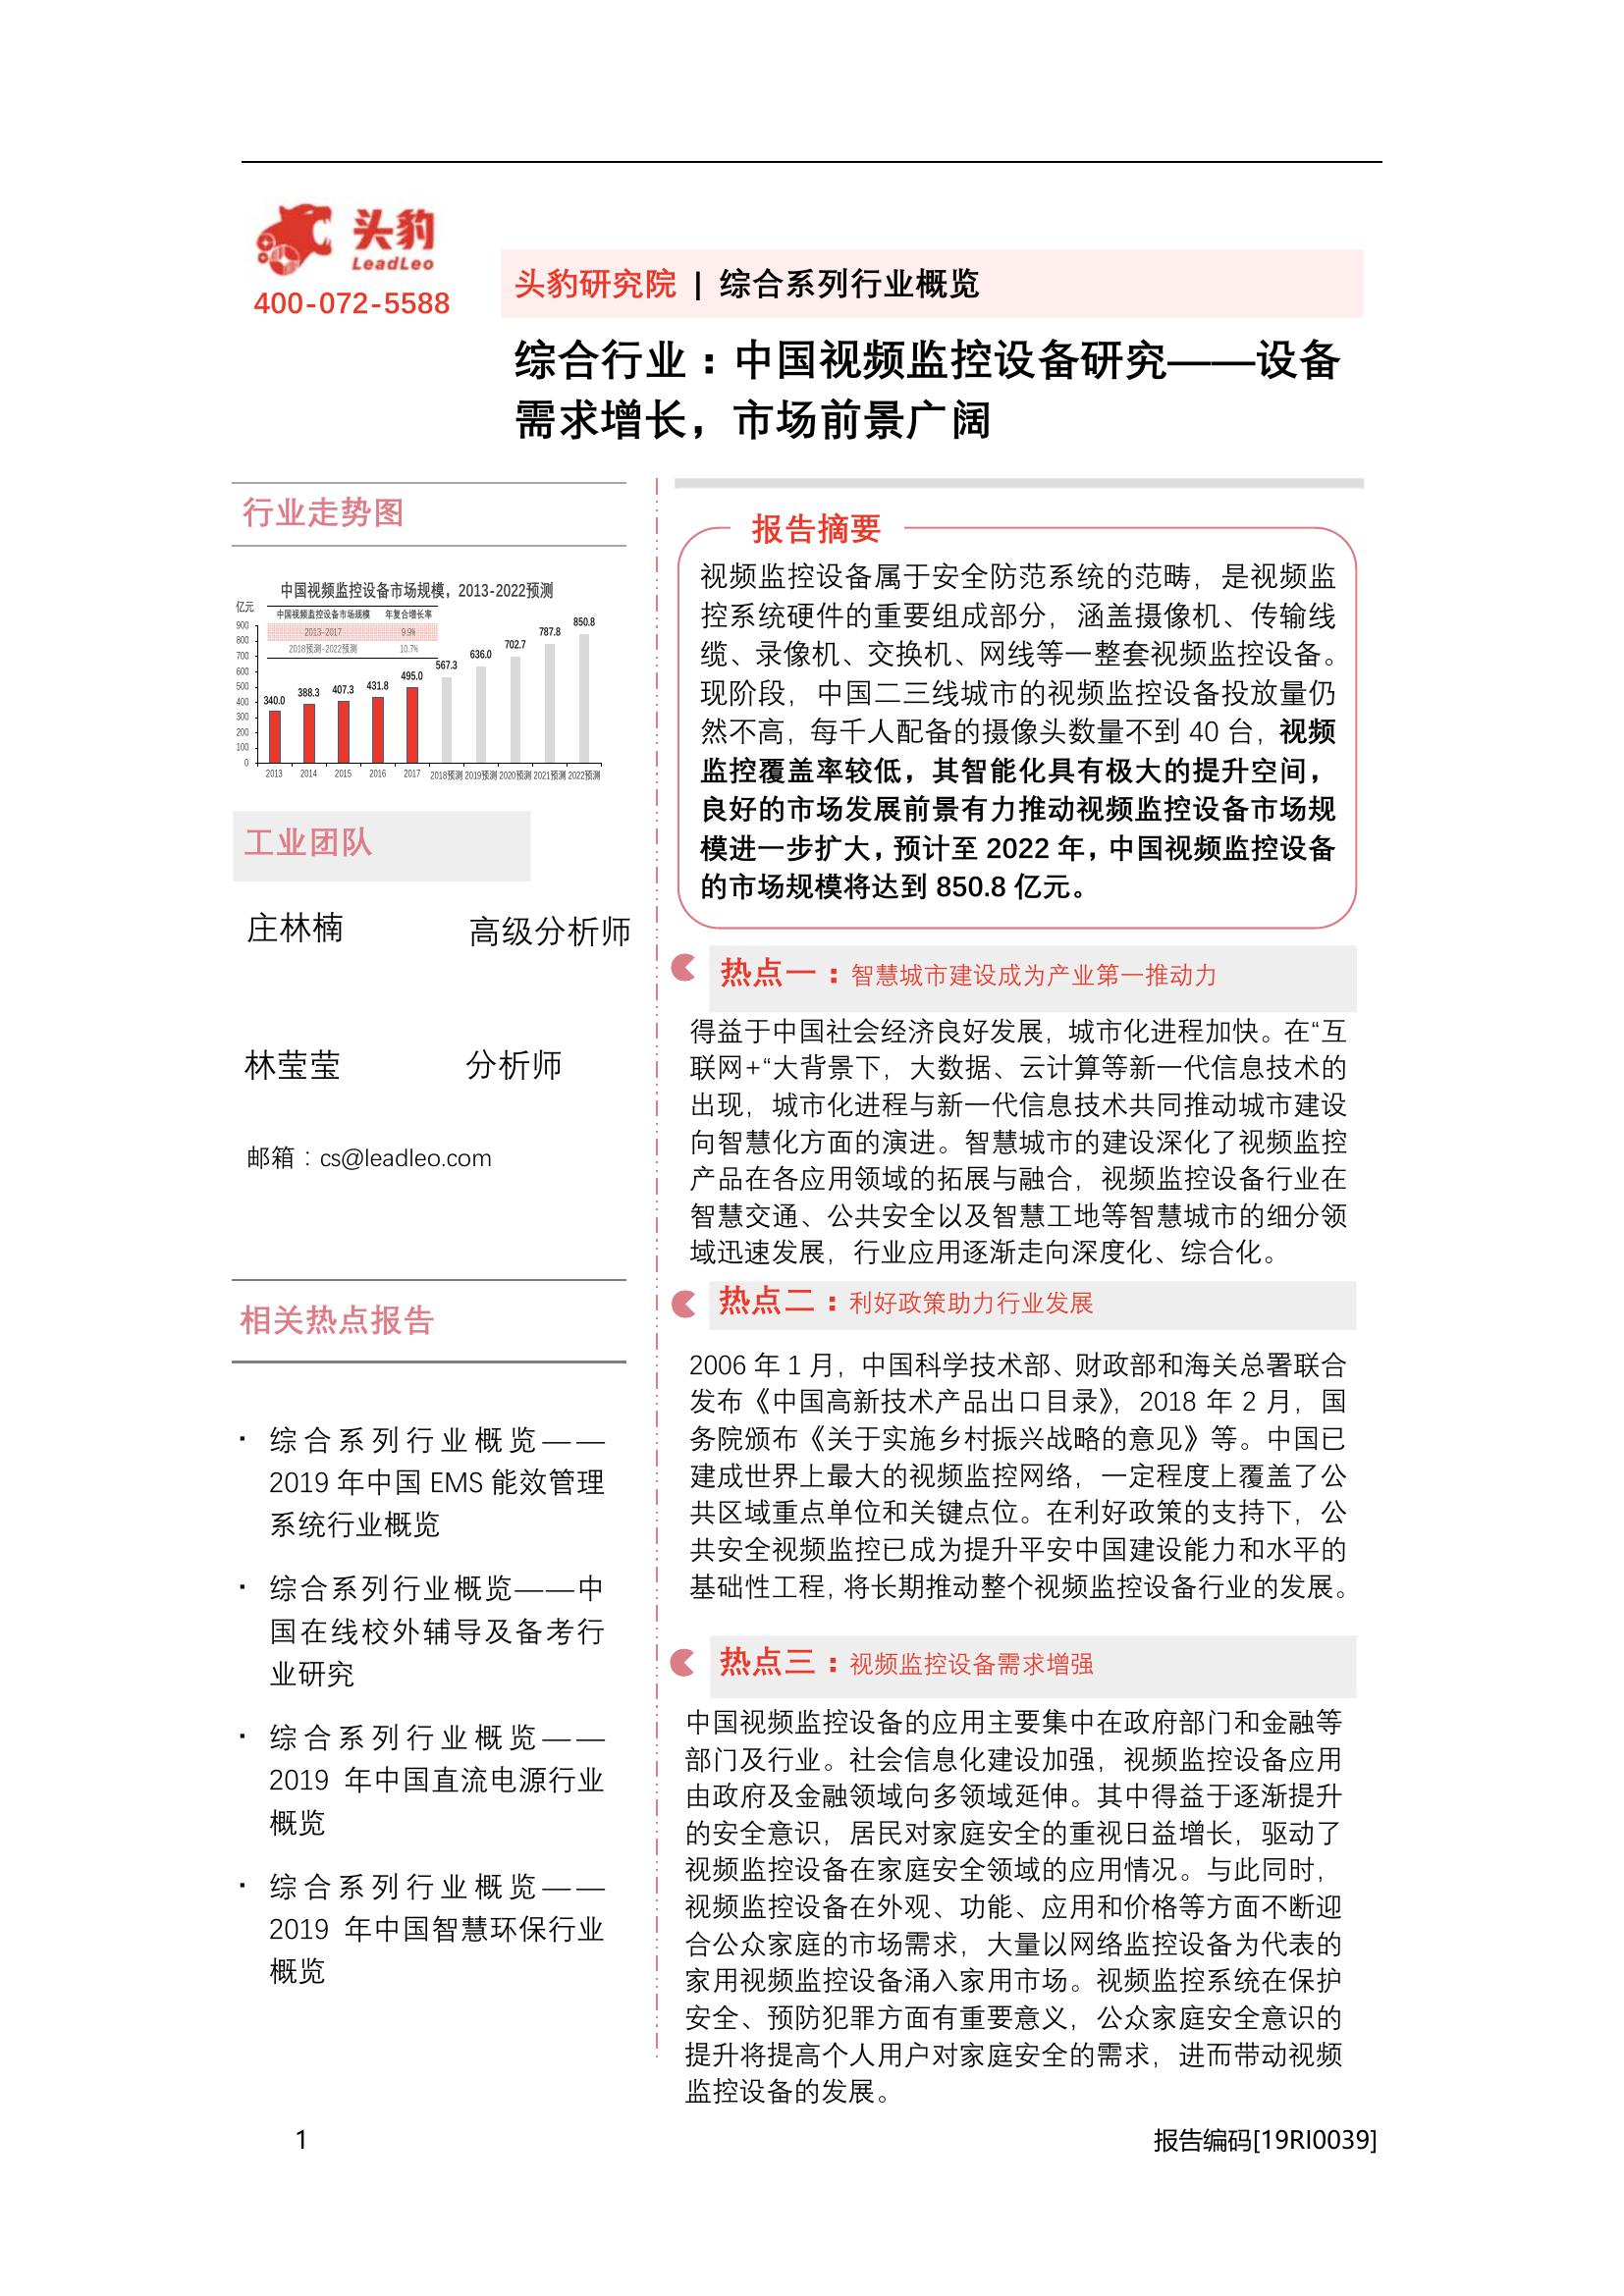 头豹
LeadLeo
400-072-5588
头豹研究院 | 综合系列行业概览
综合行业：中国视频监控设备研究——设备
需求增长，市场前景广阔
行业走势图
中国视频监控设备市场规模，2013-2022预测
亿元
中国视频监控设备市场规模 年复合增长率
2013-2017 9.9%
2018预测-2022预测 10.7%
900
800
700
600
500
400
300
200
100
0
340.0 388.3 407.3 431.8 495.0 567.3 636.0 702.7 787.8 850.8
2013 2014 2015 2016 2017 2018预测 2019预测 2020预测 2021预测 2022预测
工业团队
庄林楠 高级分析师
林莹莹 分析师
邮箱：cs@leadleo.com
相关热点报告
· 综合系列行业概览——
2019 年中国 EMS 能效管理
系统行业概览
· 综合系列行业概览——中
国在线校外辅导及备考行
业研究
· 综合系列行业概览——
2019 年中国直流电源行业
概览
· 综合系列行业概览——
2019 年中国智慧环保行业
概览
报告摘要
视频监控设备属于安全防范系统的范畴，是视频监
控系统硬件的重要组成部分，涵盖摄像机、传输线
缆、录像机、交换机、网线等一整套视频监控设备。
现阶段，中国二三线城市的视频监控设备投放量仍
然不高，每千人配备的摄像头数量不到 40 台，视频
监控覆盖率较低，其智能化具有极大的提升空间，
良好的市场发展前景有力推动视频监控设备市场规
模进一步扩大，预计至 2022 年，中国视频监控设备
的市场规模将达到 850.8 亿元。
热点一：智慧城市建设成为产业第一推动力
得益于中国社会经济良好发展，城市化进程加快。在“互
联网+“大背景下，大数据、云计算等新一代信息技术的
出现，城市化进程与新一代信息技术共同推动城市建设
向智慧化方面的演进。智慧城市的建设深化了视频监控
产品在各应用领域的拓展与融合，视频监控设备行业在
智慧交通、公共安全以及智慧工地等智慧城市的细分领
域迅速发展，行业应用逐渐走向深度化、综合化。
热点二：利好政策助力行业发展
2006 年 1 月，中国科学技术部、财政部和海关总署联合
发布《中国高新技术产品出口目录》，2018 年 2 月，国
务院颁布《关于实施乡村振兴战略的意见》等。中国已
建成世界上最大的视频监控网络，一定程度上覆盖了公
共区域重点单位和关键点位。在利好政策的支持下，公
共安全视频监控已成为提升平安中国建设能力和水平的
基础性工程，将长期推动整个视频监控设备行业的发展。
热点三：视频监控设备需求增强
中国视频监控设备的应用主要集中在政府部门和金融等
部门及行业。社会信息化建设加强，视频监控设备应用
由政府及金融领域向多领域延伸。其中得益于逐渐提升
的安全意识，居民对家庭安全的重视日益增长，驱动了
视频监控设备在家庭安全领域的应用情况。与此同时，
视频监控设备在外观、功能、应用和价格等方面不断迎
合公众家庭的市场需求，大量以网络监控设备为代表的
家用视频监控设备涌入家用市场。视频监控系统在保护
安全、预防犯罪方面有重要意义，公众家庭安全意识的
提升将提高个人用户对家庭安全的需求，进而带动视频
监控设备的发展。
1
报告编码[19RI0039]